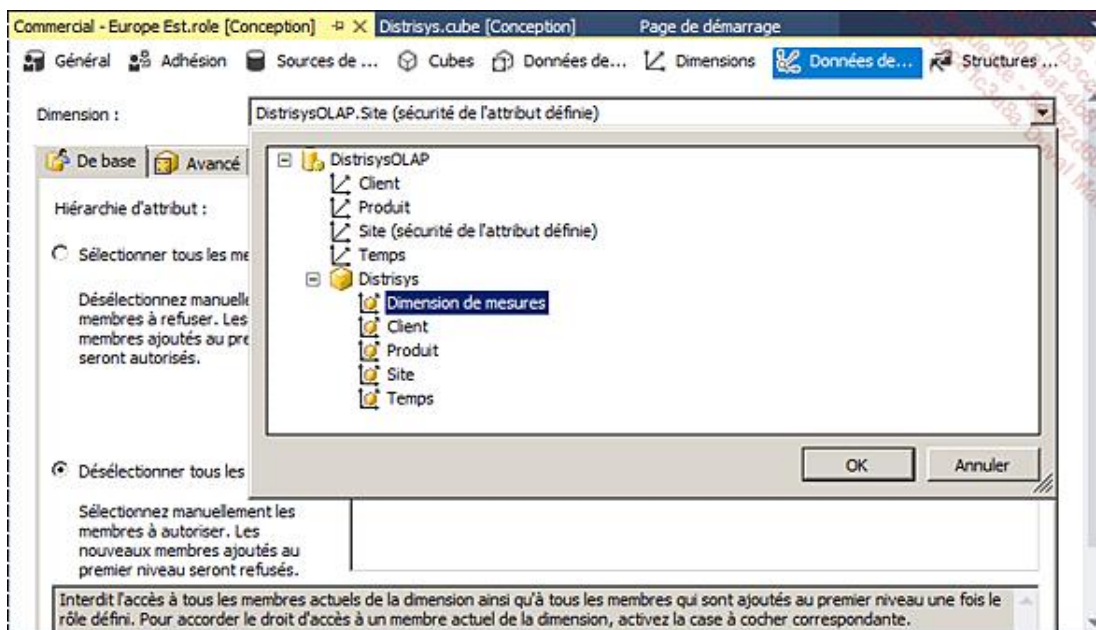 Commercial - Europe Est.role [Conception] Distrisys.cube [Conception] Page de démarrage
Général Adhésion Sources de ... Cubes Données de... Dimensions Données de... Structures ...
Dimension : DistrisysOLAP.Site (sécurité de l'attribut définie)
De base Avancé
Hiérarchie d'attribut :
Sélectionner tous les me
Désélectionnez manuelle
membres à refuser. Les
membres ajoutés au pre
seront autorisés.
DistrisysOLAP
Client
Produit
Site (sécurité de l'attribut définie)
Temps
Distrisys
Dimension de mesures
Client
Produit
Site
Temps
OK Annuler
Désélectionner tous les
Sélectionnez manuellement les
membres à autoriser. Les
nouveaux membres ajoutés au
premier niveau seront refusés.
Interdit l'accès à tous les membres actuels de la dimension ainsi qu'à tous les membres qui sont ajoutés au premier niveau une fois le
rôle défini. Pour accorder le droit d'accès à un membre actuel de la dimension, activez la case à cocher correspondante.